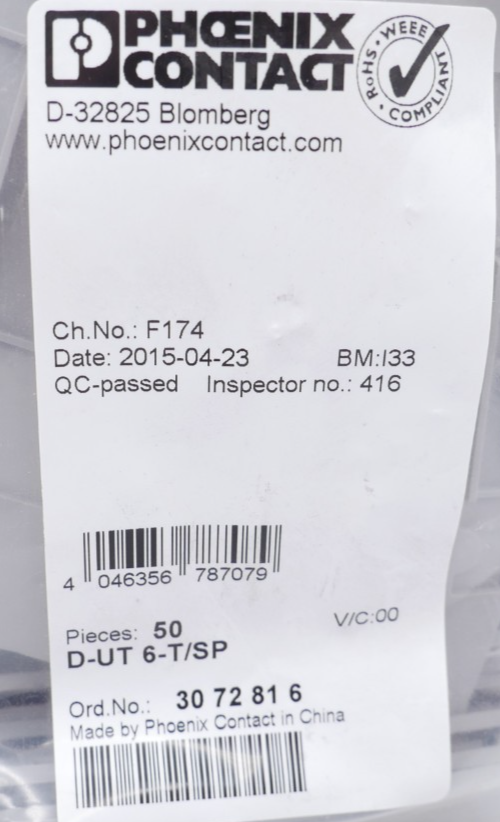 PHŒNIX
CONTACT
RoHS · WEEE · COMPLIANT
D-32825 Blomberg
www.phoenixcontact.com
Ch.No.: F174
Date: 2015-04-23 BM:I33
QC-passed Inspector no.: 416
4 046356 787079
Pieces: 50 V/C:00
D-UT 6-T/SP
Ord.No.: 30 72 81 6
Made by Phoenix Contact in China